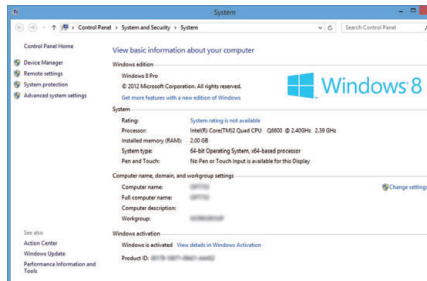 System
Control Panel ▸ System and Security ▸ System
Search Control Panel
Control Panel Home
Device Manager
Remote settings
System protection
Advanced system settings
View basic information about your computer
Windows edition
Windows 8 Pro
© 2012 Microsoft Corporation. All rights reserved.
Get more features with a new edition of Windows
Windows 8
System
Rating: System rating is not available
Processor: Intel(R) Core(TM)2 Quad CPU Q6600 @ 2.40GHz 2.39 GHz
Installed memory (RAM): 2.00 GB
System type: 64-bit Operating System, x64-based processor
Pen and Touch: No Pen or Touch Input is available for this Display
Computer name, domain, and workgroup settings
Computer name:
Change settings
Full computer name:
Computer description:
Workgroup:
Windows activation
Windows is activated View details in Windows Activation
Product ID:
See also
Action Center
Windows Update
Performance Information and
Tools